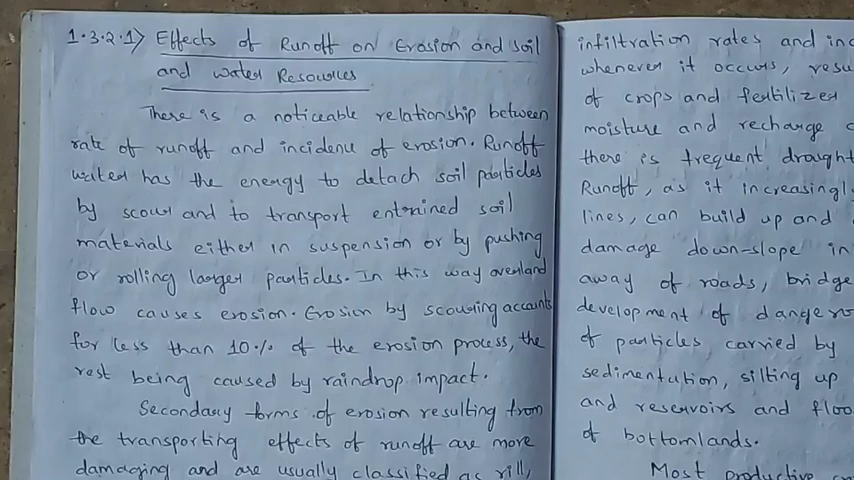 1.3.2.1) Effects of Runoff on Erosion and Soil
and Water Resources
There is a noticeable relationship between
rate of runoff and incidence of erosion. Runoff
water has the energy to detach soil particles
by scour and to transport entrained soil
materials either in suspension or by pushing
or rolling larger particles. In this way overland
flow causes erosion. Erosion by scouring accounts
for less than 10% of the erosion process, the
rest being caused by raindrop impact.
Secondary forms of erosion resulting from
the transporting effects of runoff are more
damaging and are usually classified as rill,
infiltration rates and
whenever it occurs,
of crops and fertilizer
moisture and recharge
there is frequent draught
Runoff, as it
lines, can build up and
damage down-slope in
away of roads,
development of
of particles carried by
sedimentation, silting up
and reservoirs and
of bottomlands.
Most productive